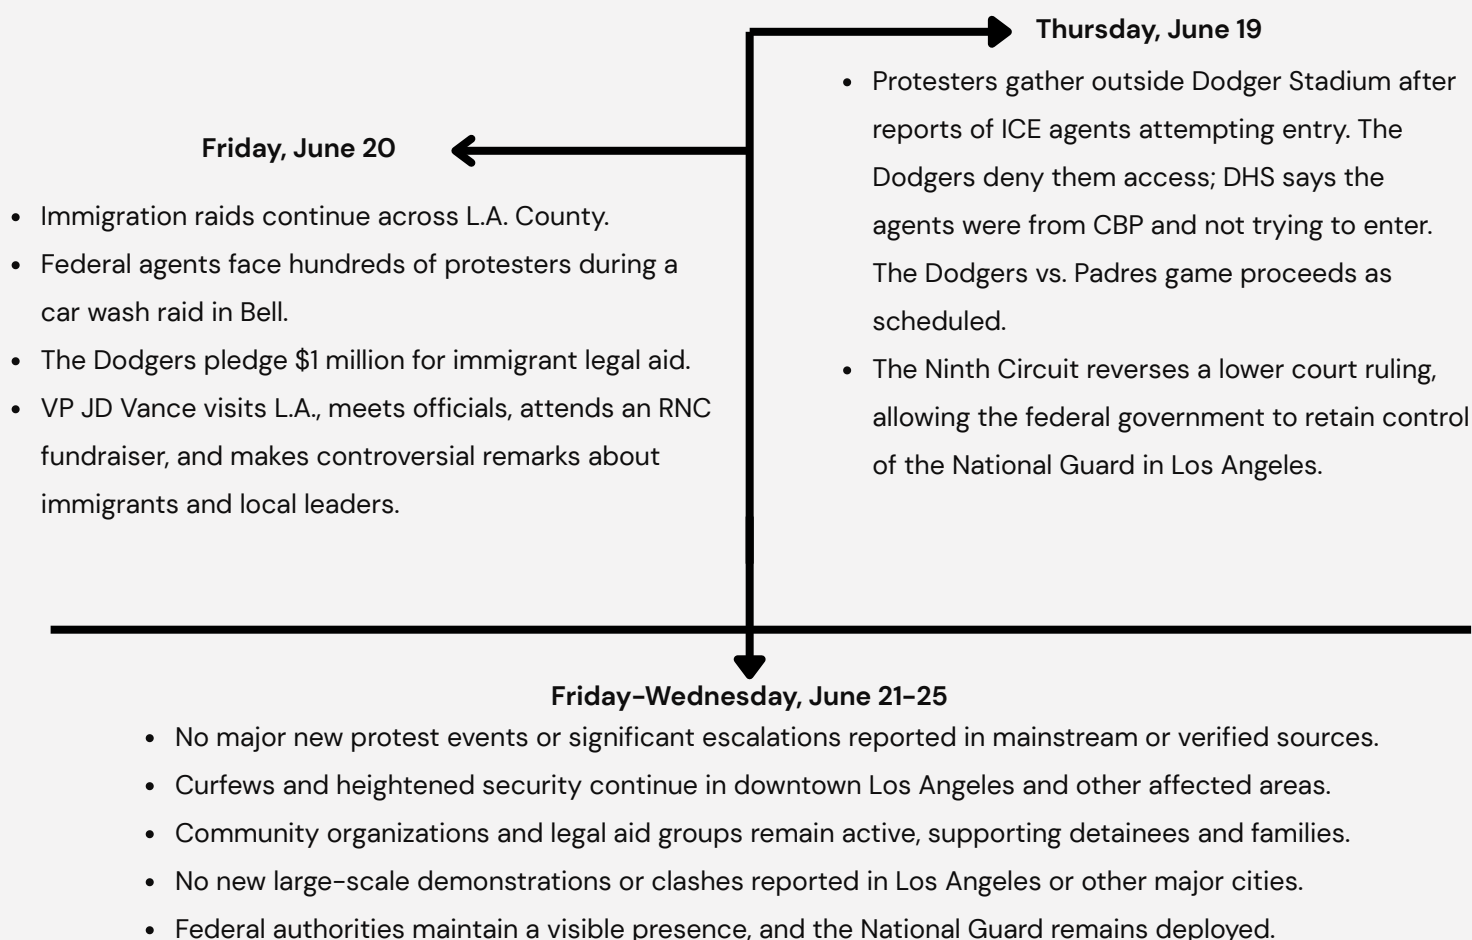 Thursday, June 19
• Protesters gather outside Dodger Stadium after
reports of ICE agents attempting entry. The
Dodgers deny them access; DHS says the
agents were from CBP and not trying to enter.
The Dodgers vs. Padres game proceeds as
scheduled.
• The Ninth Circuit reverses a lower court ruling,
allowing the federal government to retain control
of the National Guard in Los Angeles.
Friday, June 20
• Immigration raids continue across L.A. County.
• Federal agents face hundreds of protesters during a
car wash raid in Bell.
• The Dodgers pledge $1 million for immigrant legal aid.
• VP JD Vance visits L.A., meets officials, attends an RNC
fundraiser, and makes controversial remarks about
immigrants and local leaders.
Friday-Wednesday, June 21-25
• No major new protest events or significant escalations reported in mainstream or verified sources.
• Curfews and heightened security continue in downtown Los Angeles and other affected areas.
• Community organizations and legal aid groups remain active, supporting detainees and families.
• No new large-scale demonstrations or clashes reported in Los Angeles or other major cities.
• Federal authorities maintain a visible presence, and the National Guard remains deployed.